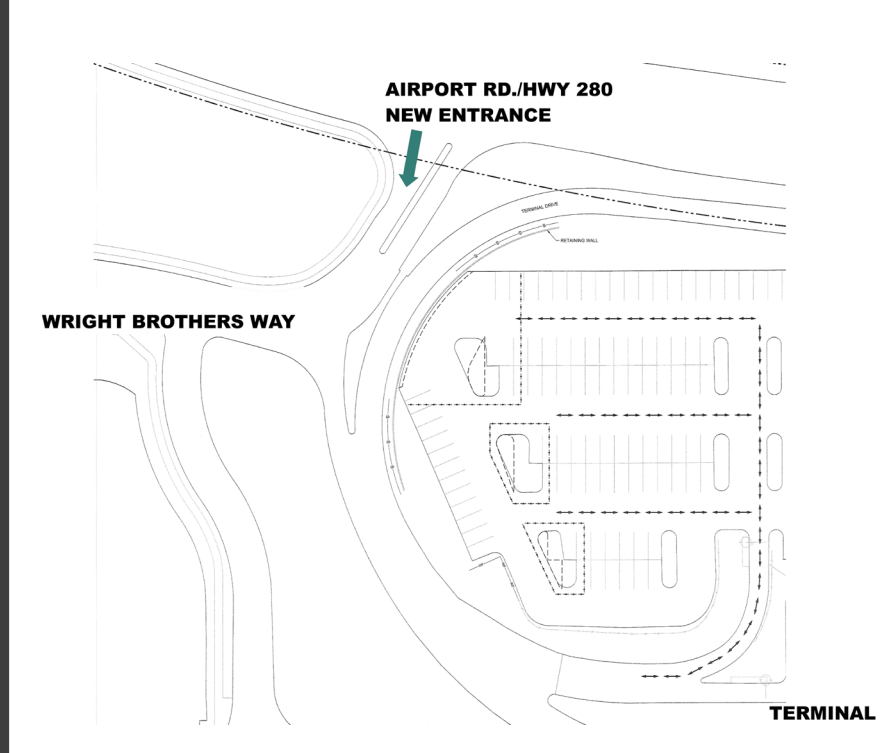 AIRPORT RD./HWY 280
NEW ENTRANCE
TERMINAL DRIVE
RETAINING WALL
WRIGHT BROTHERS WAY
TERMINAL